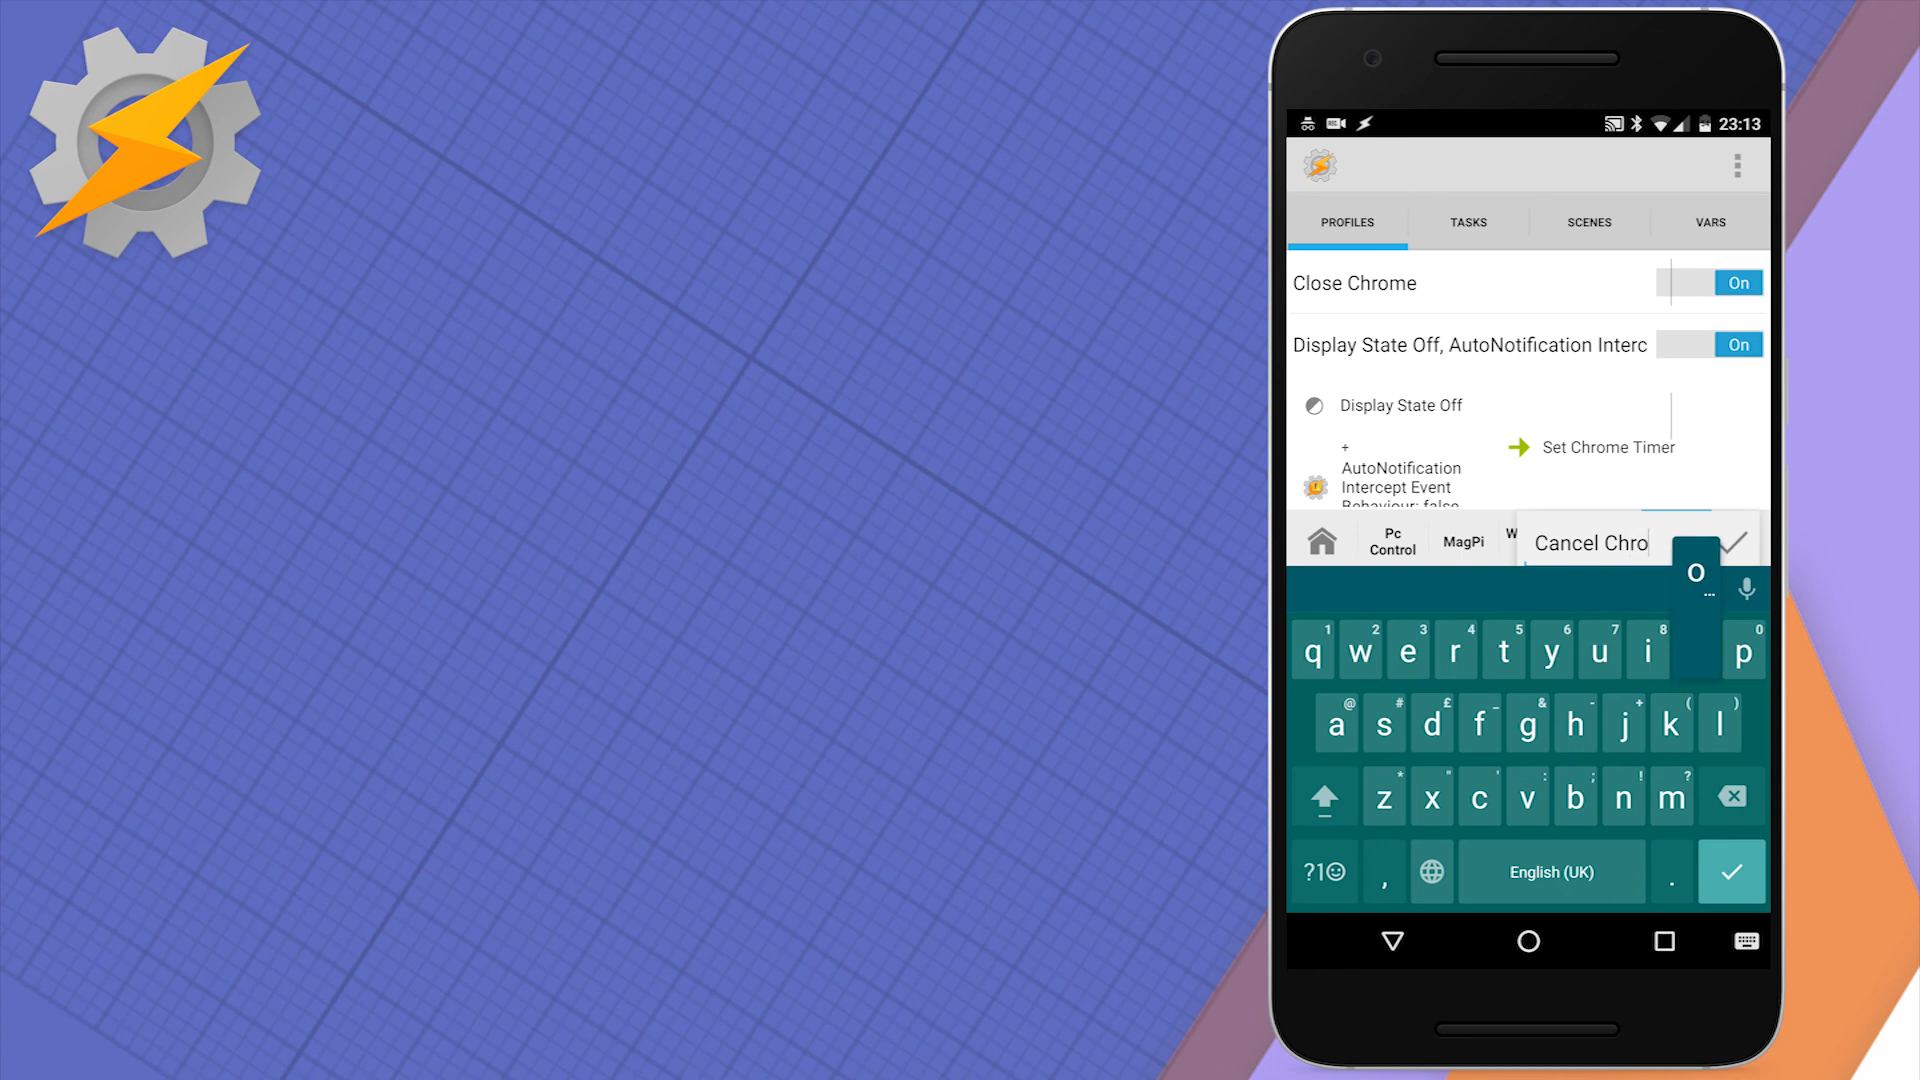 23:13
PROFILES TASKS SCENES VARS
Close Chrome On
Display State Off, AutoNotification Interc On
Display State Off
+
Set Chrome Timer
AutoNotification
Intercept Event
Behaviour: false
Pc
Control
MagPi
W
Cancel Chro
o
...
1 2 3 4 5 6 7 8 0
q w e r t y u i p
@ # £ _ & - + ( )
a s d f g h j k l
* " ' : ; ! ?
z x c v b n m
?1☺ , English (UK) .